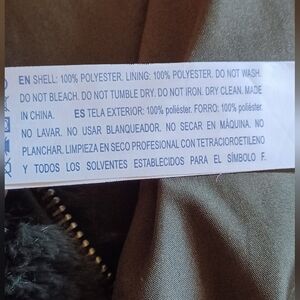 EN SHELL: 100% POLYESTER. LINING: 100% POLYESTER. DO NOT WASH.
DO NOT BLEACH. DO NOT TUMBLE DRY. DO NOT IRON. DRY CLEAN. MADE
IN CHINA. ES TELA EXTERIOR: 100% poliéster. FORRO: 100% poliéster.
NO LAVAR. NO USAR BLANQUEADOR. NO SECAR EN MÁQUINA. NO
PLANCHAR. LIMPIEZA EN SECO PROFESIONAL CON TETRACLOROETILENO
Y TODOS LOS SOLVENTES ESTABLECIDOS PARA EL SÍMBOLO F.